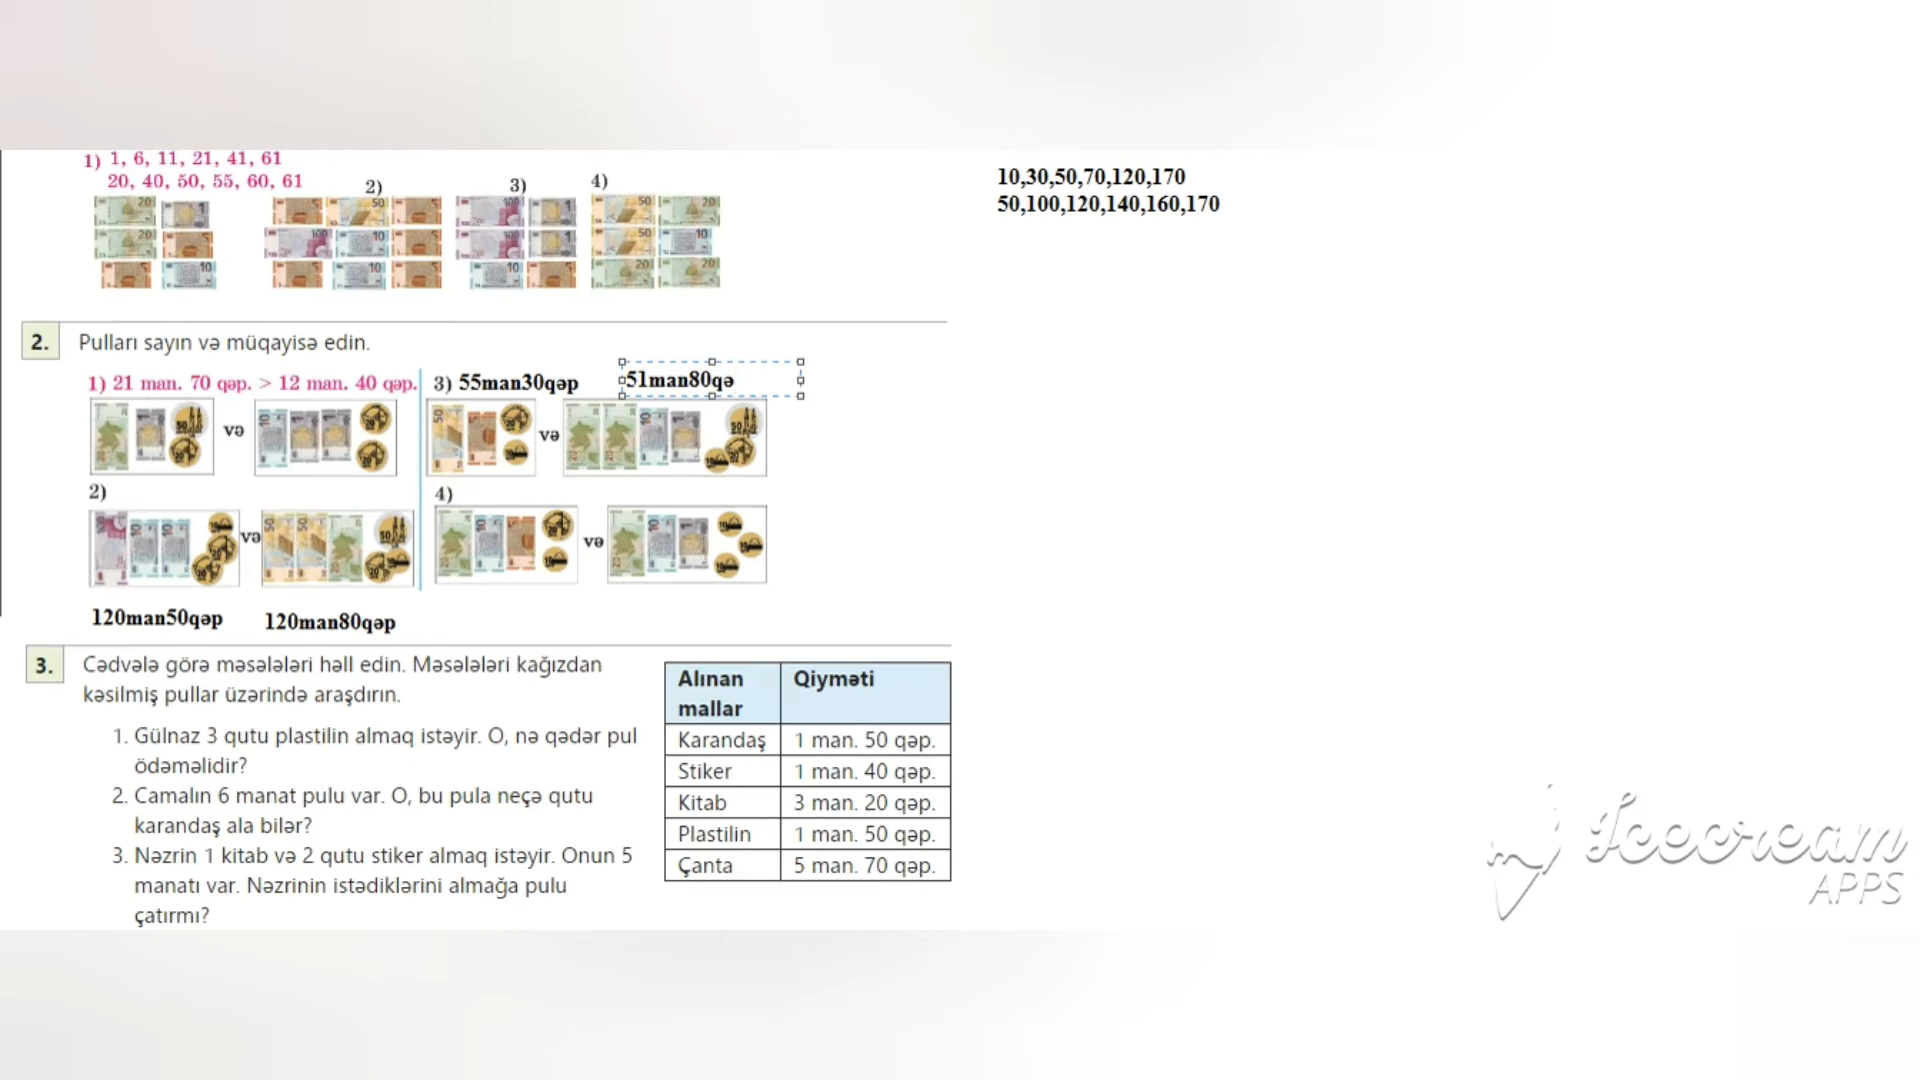 1) 1, 6, 11, 21, 41, 61
20, 40, 50, 55, 60, 61
2)
3)
4)
10,30,50,70,120,170
50,100,120,140,160,170
2. Pulları sayın və müqayisə edin.
1) 21 man. 70 qəp. > 12 man. 40 qəp.
3) 55man30qəp 51man80qə
və
və
2)
4)
və
və
120man50qəp 120man80qəp
3. Cədvələ görə məsələləri həll edin. Məsələləri kağızdan
kəsilmiş pullar üzərində araşdırın.
1. Gülnaz 3 qutu plastilin almaq istəyir. O, nə qədər pul
ödəməlidir?
2. Camalın 6 manat pulu var. O, bu pula neçə qutu
karandaş ala bilər?
3. Nəzrin 1 kitab və 2 qutu stiker almaq istəyir. Onun 5
manatı var. Nəzrinin istədiklərini almağa pulu
çatırmı?
Alınan mallar Qiyməti
Karandaş 1 man. 50 qəp.
Stiker 1 man. 40 qəp.
Kitab 3 man. 20 qəp.
Plastilin 1 man. 50 qəp.
Çanta 5 man. 70 qəp.
Icecream
APPS